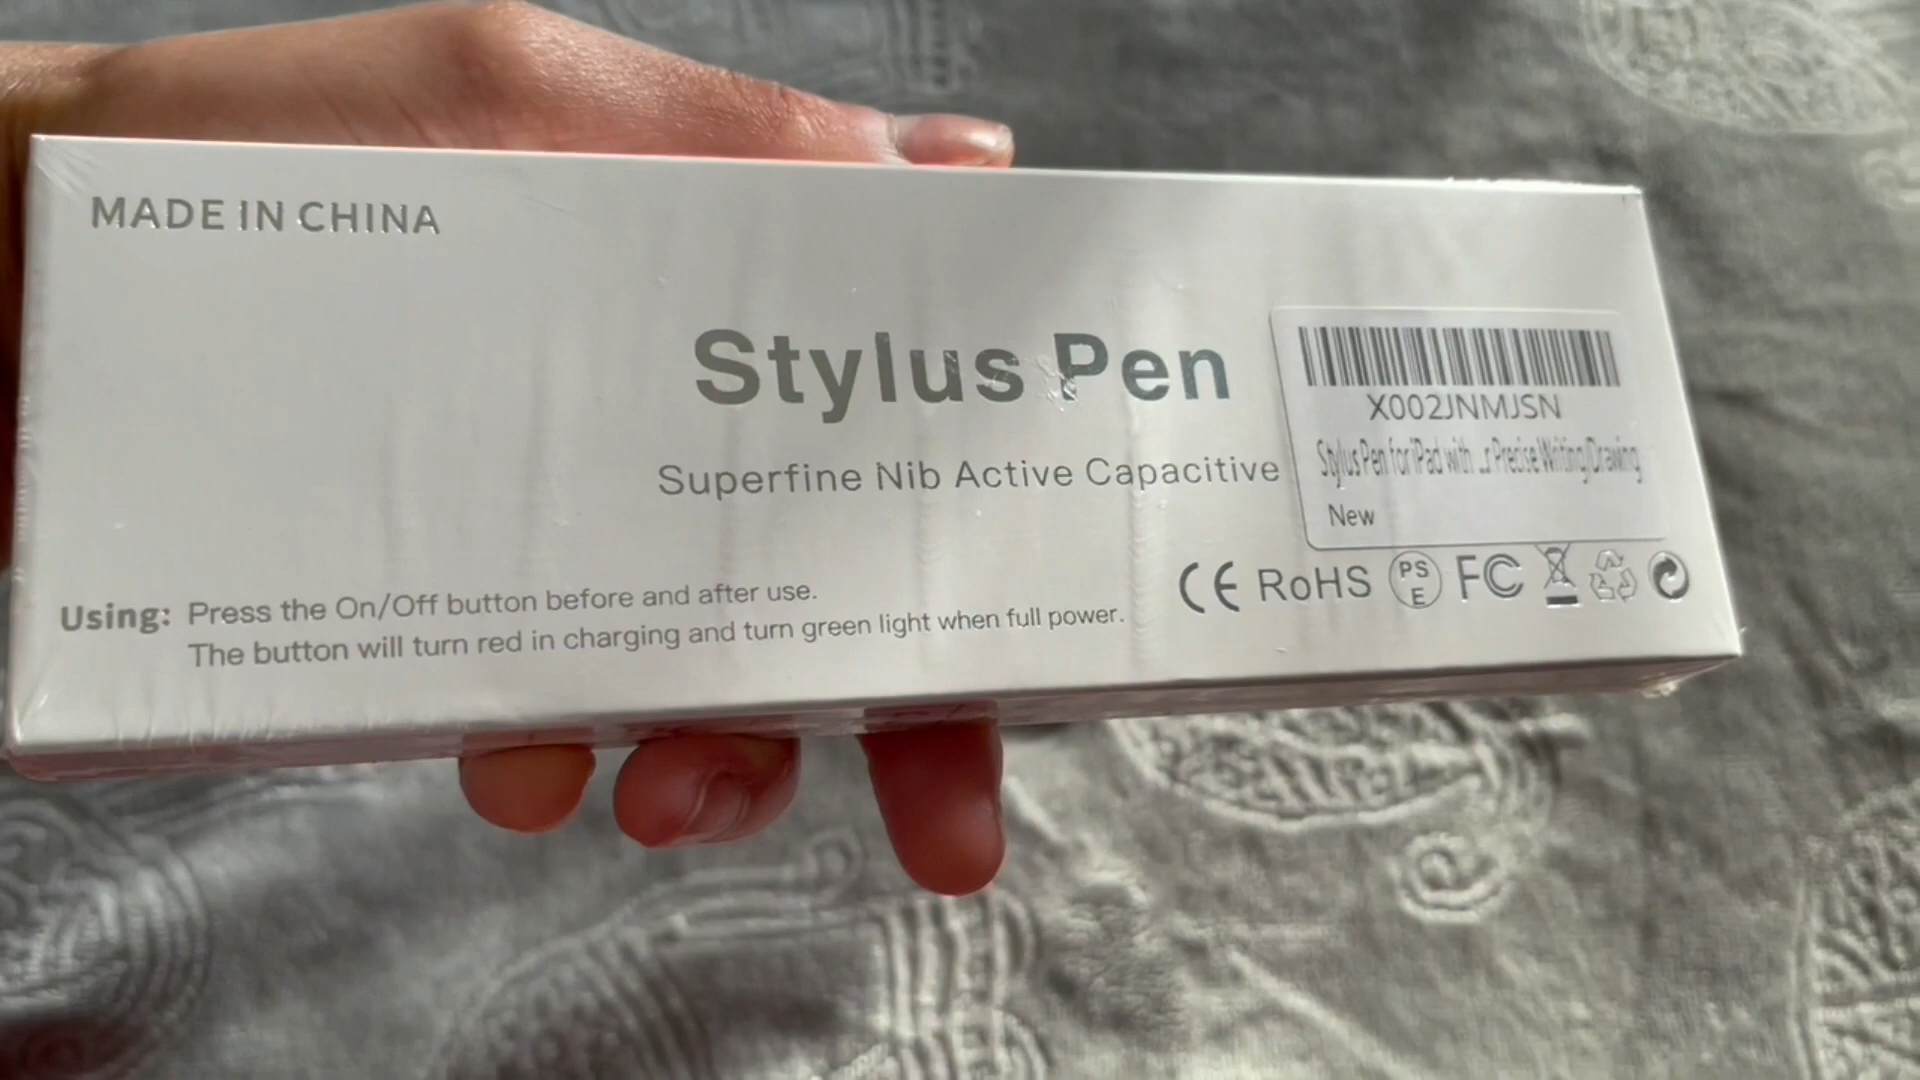 MADE IN CHINA
Stylus Pen
Superfine Nib Active Capacitive
X002JNMJSN
Stylus Pen for iPad with ...r Precise Writing/Drawing
New
Using: Press the On/Off button before and after use.
The button will turn red in charging and turn green light when full power.
CE RoHS PS E FC